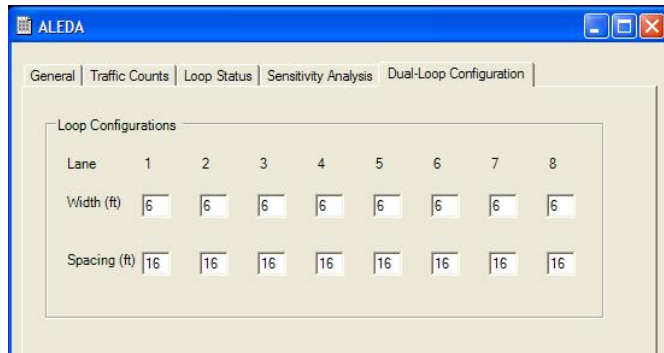 ALEDA
General Traffic Counts Loop Status Sensitivity Analysis Dual-Loop Configuration
Loop Configurations
Lane 1 2 3 4 5 6 7 8
Width (ft) 6 6 6 6 6 6 6 6
Spacing (ft) 16 16 16 16 16 16 16 16